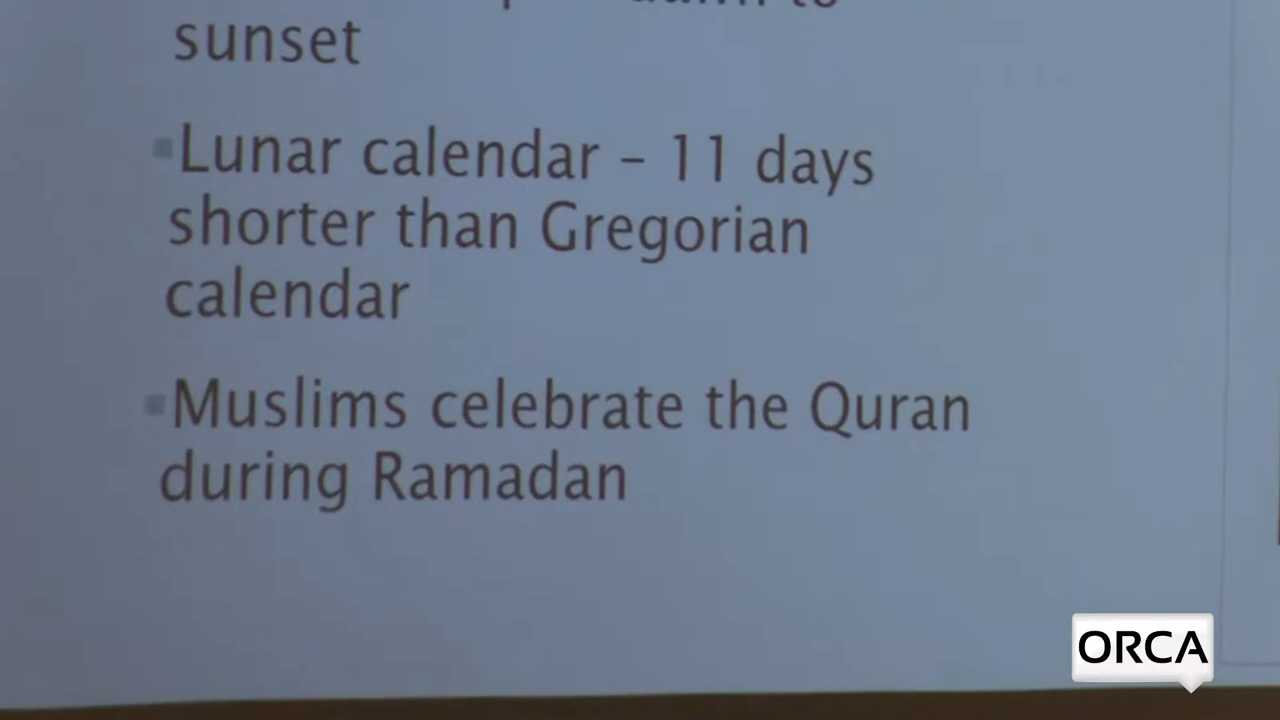 sunset
▪Lunar calendar – 11 days
shorter than Gregorian
calendar
▪Muslims celebrate the Quran
during Ramadan
ORCA